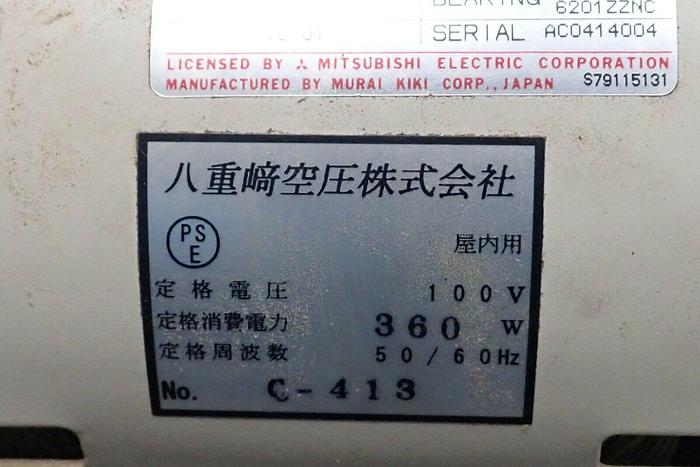 BEARING 6201ZZNC
SERIAL AC0414004
LICENSED BY MITSUBISHI ELECTRIC CORPORATION
MANUFACTURED BY MURAI KIKI CORP., JAPAN S79115131
八重﨑空圧株式会社
PS
E
屋内用
定格電圧 100V
定格消費電力 360 W
定格周波数 50/60Hz
No. C-413